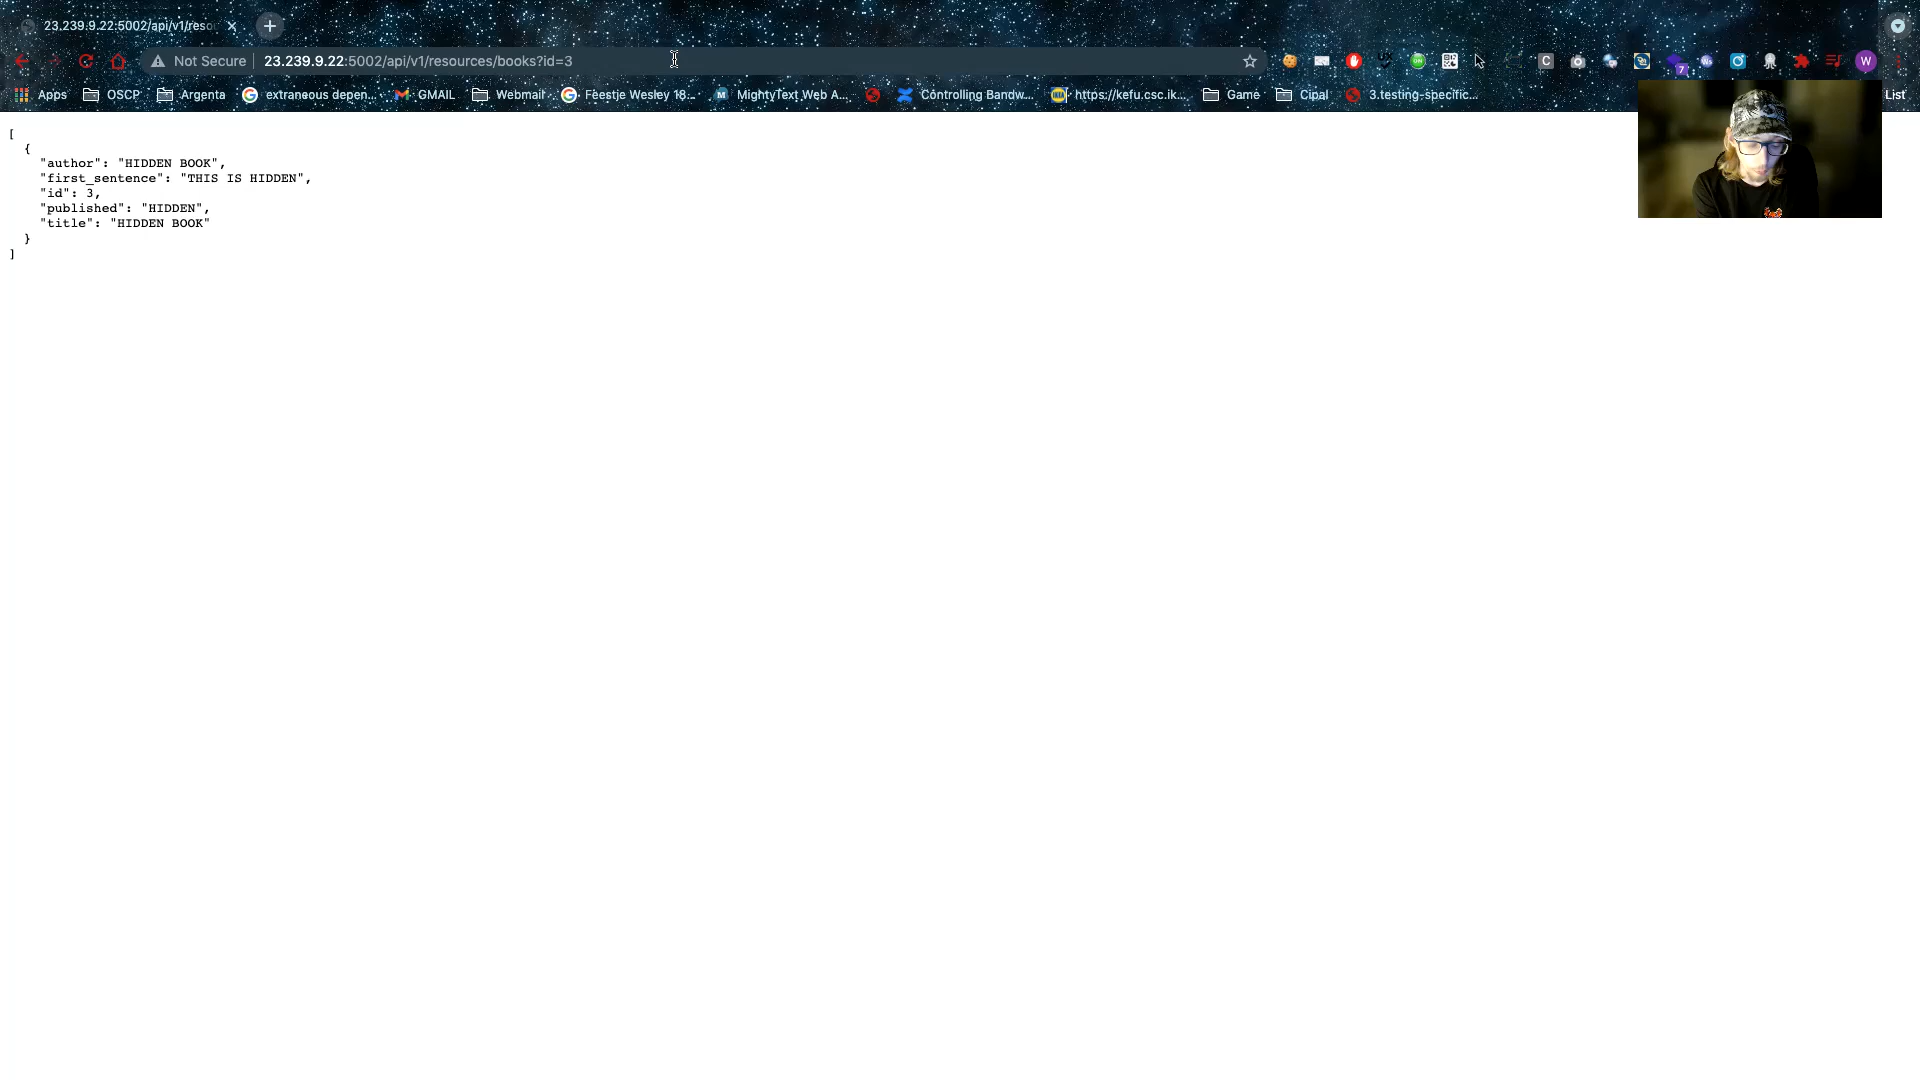 23.239.9.22:5002/api/v1/reso
Not Secure 23.239.9.22:5002/api/v1/resources/books?id=3
Apps OSCP Argenta extraneous depen... GMAIL Webmail Feestje Wesley 18... MightyText Web A... Controlling Bandw... https://kefu.csc.ik... Game Cipal 3.testing-specific... List
[
{
"author": "HIDDEN BOOK",
"first_sentence": "THIS IS HIDDEN",
"id": 3,
"published": "HIDDEN",
"title": "HIDDEN BOOK"
}
]